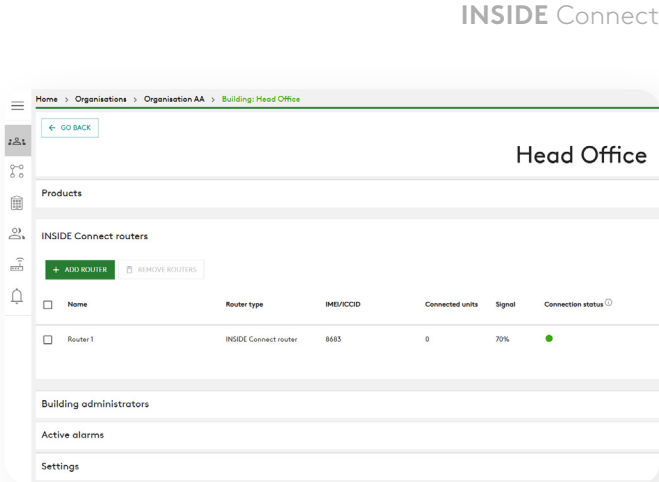 INSIDE Connect
Home > Organisations > Organisation AA > Building: Head Office
← GO BACK
Head Office
Products
INSIDE Connect routers
+ ADD ROUTER REMOVE ROUTERS
Name Router type IMEI/ICCID Connected units Signal Connection status
Router 1 INSIDE Connect router 8683 0 70%
Building administrators
Active alarms
Settings